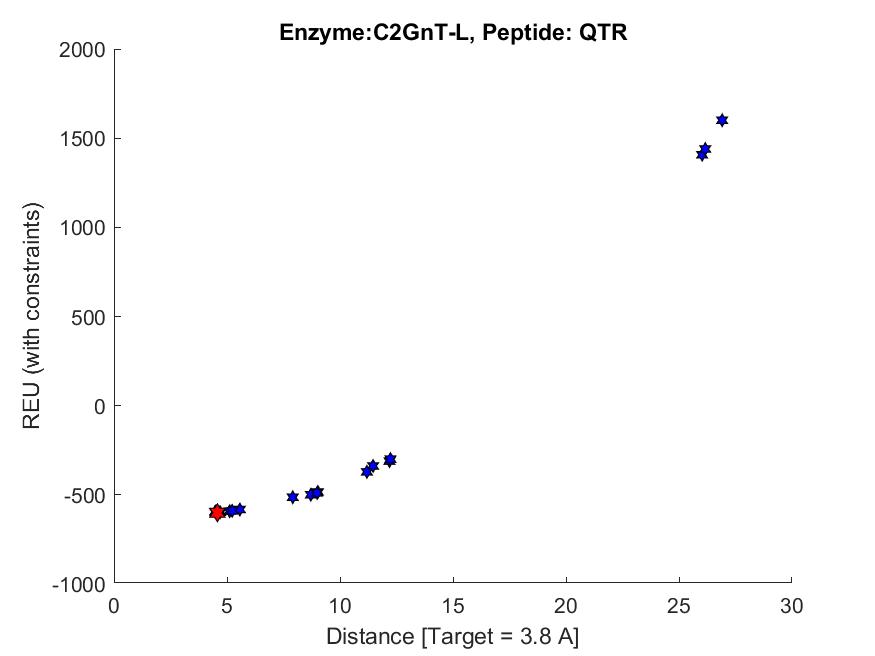 Enzyme:C2GnT-L, Peptide: QTR
2000
1500
1000
500
0
-500
-1000
REU (with constraints)
0 5 10 15 20 25 30
Distance [Target = 3.8 A]